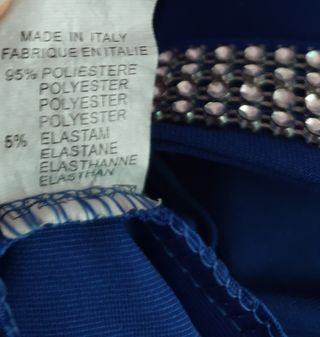 MADE IN ITALY
FABRIQUE EN ITALIE
95% POLIESTERE
POLYESTER
POLYESTER
POLYESTER
5% ELASTAM
ELASTANE
ELASTHANNE
ELASTHAN